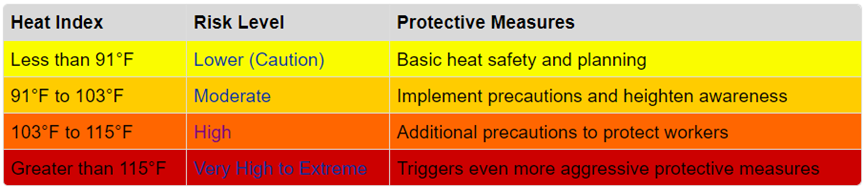 Heat Index Risk Level Protective Measures
Less than 91°F Lower (Caution) Basic heat safety and planning
91°F to 103°F Moderate Implement precautions and heighten awareness
103°F to 115°F High Additional precautions to protect workers
Greater than 115°F Very High to Extreme Triggers even more aggressive protective measures